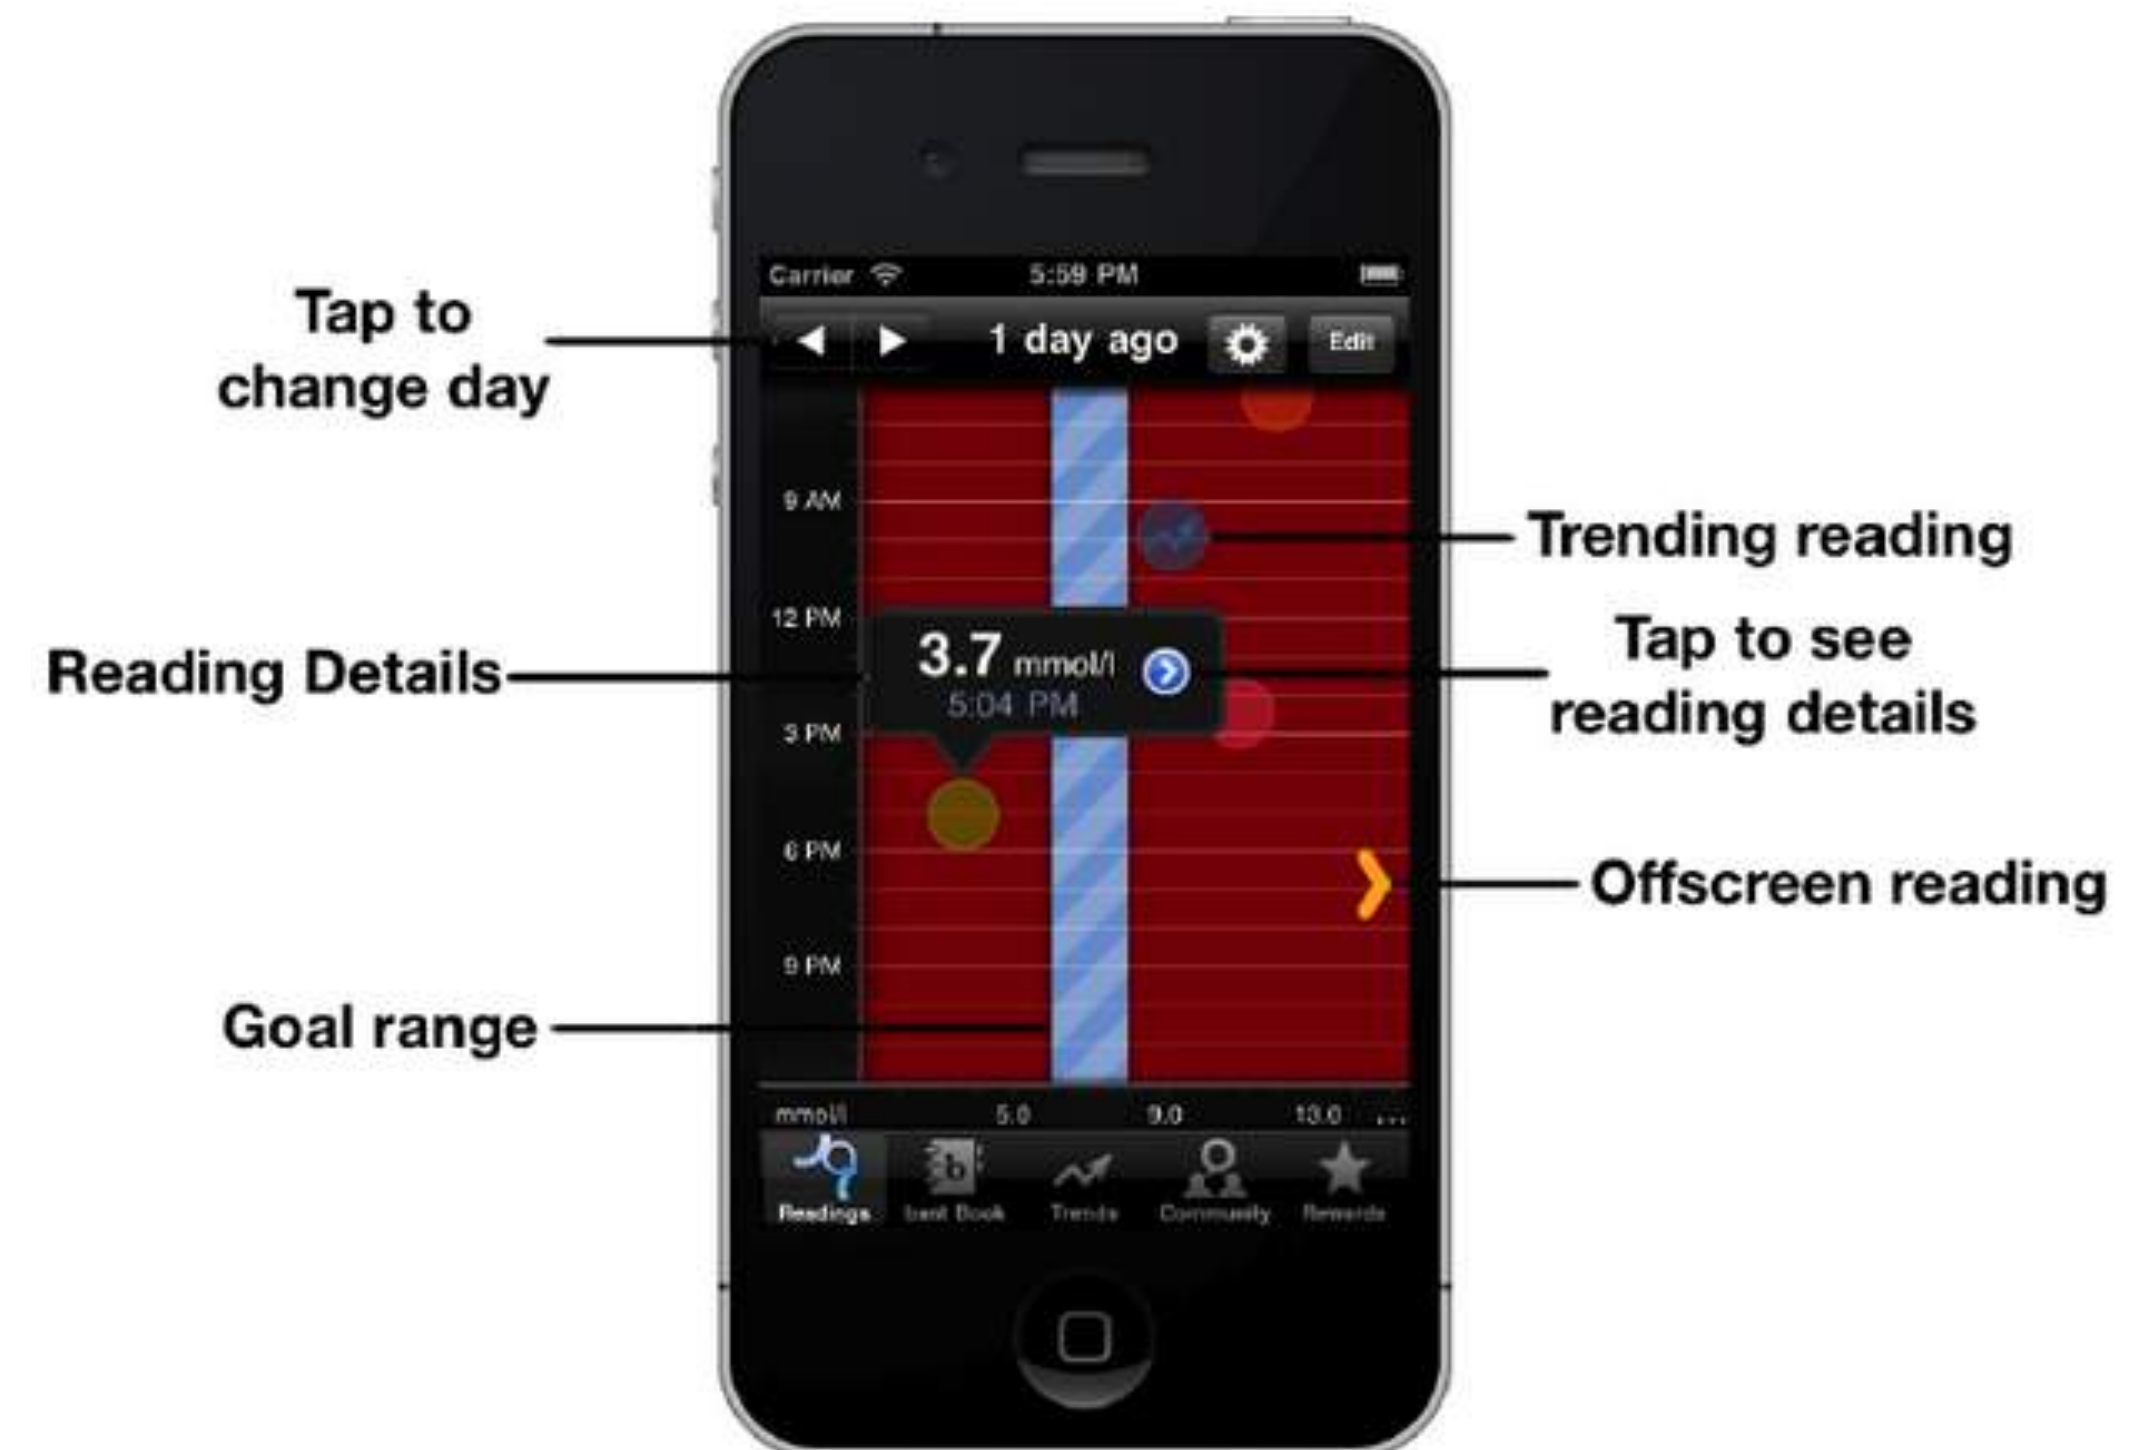 Carrier 5:59 PM
Tap to
change day
1 day ago Edit
9 AM
Trending reading
12 PM
3.7 mmol/l
5:04 PM
Tap to see
reading details
Reading Details
3 PM
6 PM
Offscreen reading
9 PM
Goal range
mmol/l 5.0 9.0 13.0 ...
Readings bant Book Trends Community Rewards